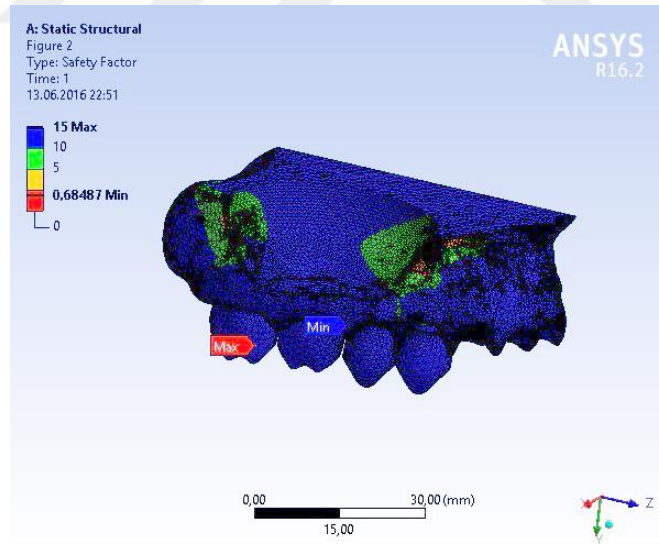 A: Static Structural
Figure 2
Type: Safety Factor
Time: 1
13.06.2016 22:51
ANSYS
R16.2
15 Max
10
5
0,68487 Min
0
Min
Max
0,00
30,00 (mm)
15,00
X
Y
Z